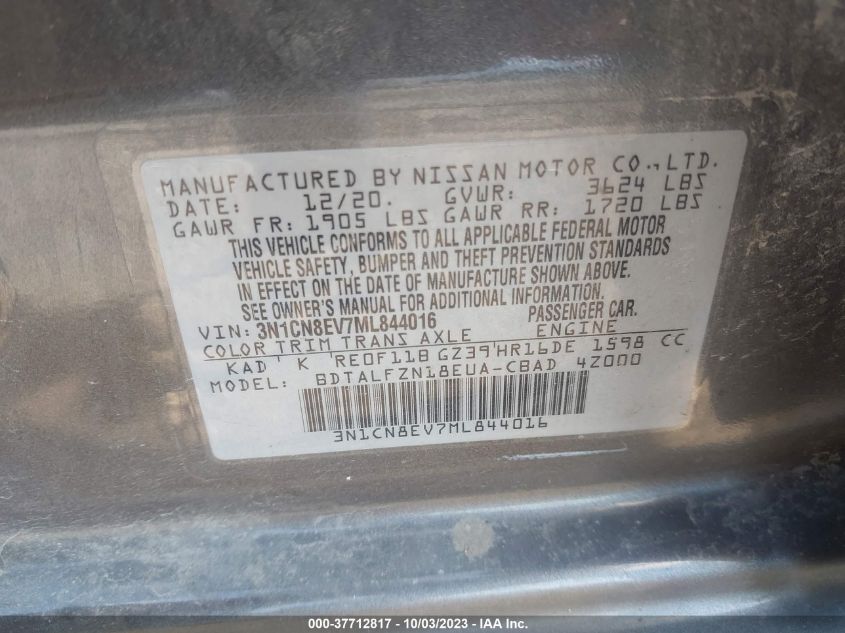 MANUFACTURED BY NISSAN MOTOR CO.,LTD.
DATE: 12/20. GVWR: 3624 LBS
GAWR FR: 1905 LBS GAWR RR: 1720 LBS
THIS VEHICLE CONFORMS TO ALL APPLICABLE FEDERAL MOTOR
VEHICLE SAFETY, BUMPER AND THEFT PREVENTION STANDARDS
IN EFFECT ON THE DATE OF MANUFACTURE SHOWN ABOVE.
SEE OWNER'S MANUAL FOR ADDITIONAL INFORMATION.
VIN: 3N1CN8EV7ML844016 PASSENGER CAR.
COLOR TRIM TRANS AXLE ENGINE
KAD K RE0F11B GZ39 HR16DE 1598 CC
MODEL: BDTALFZN18EUA-CBAD 4Z000
3N1CN8EV7ML844016
000-37712817 - 10/03/2023 - IAA Inc.